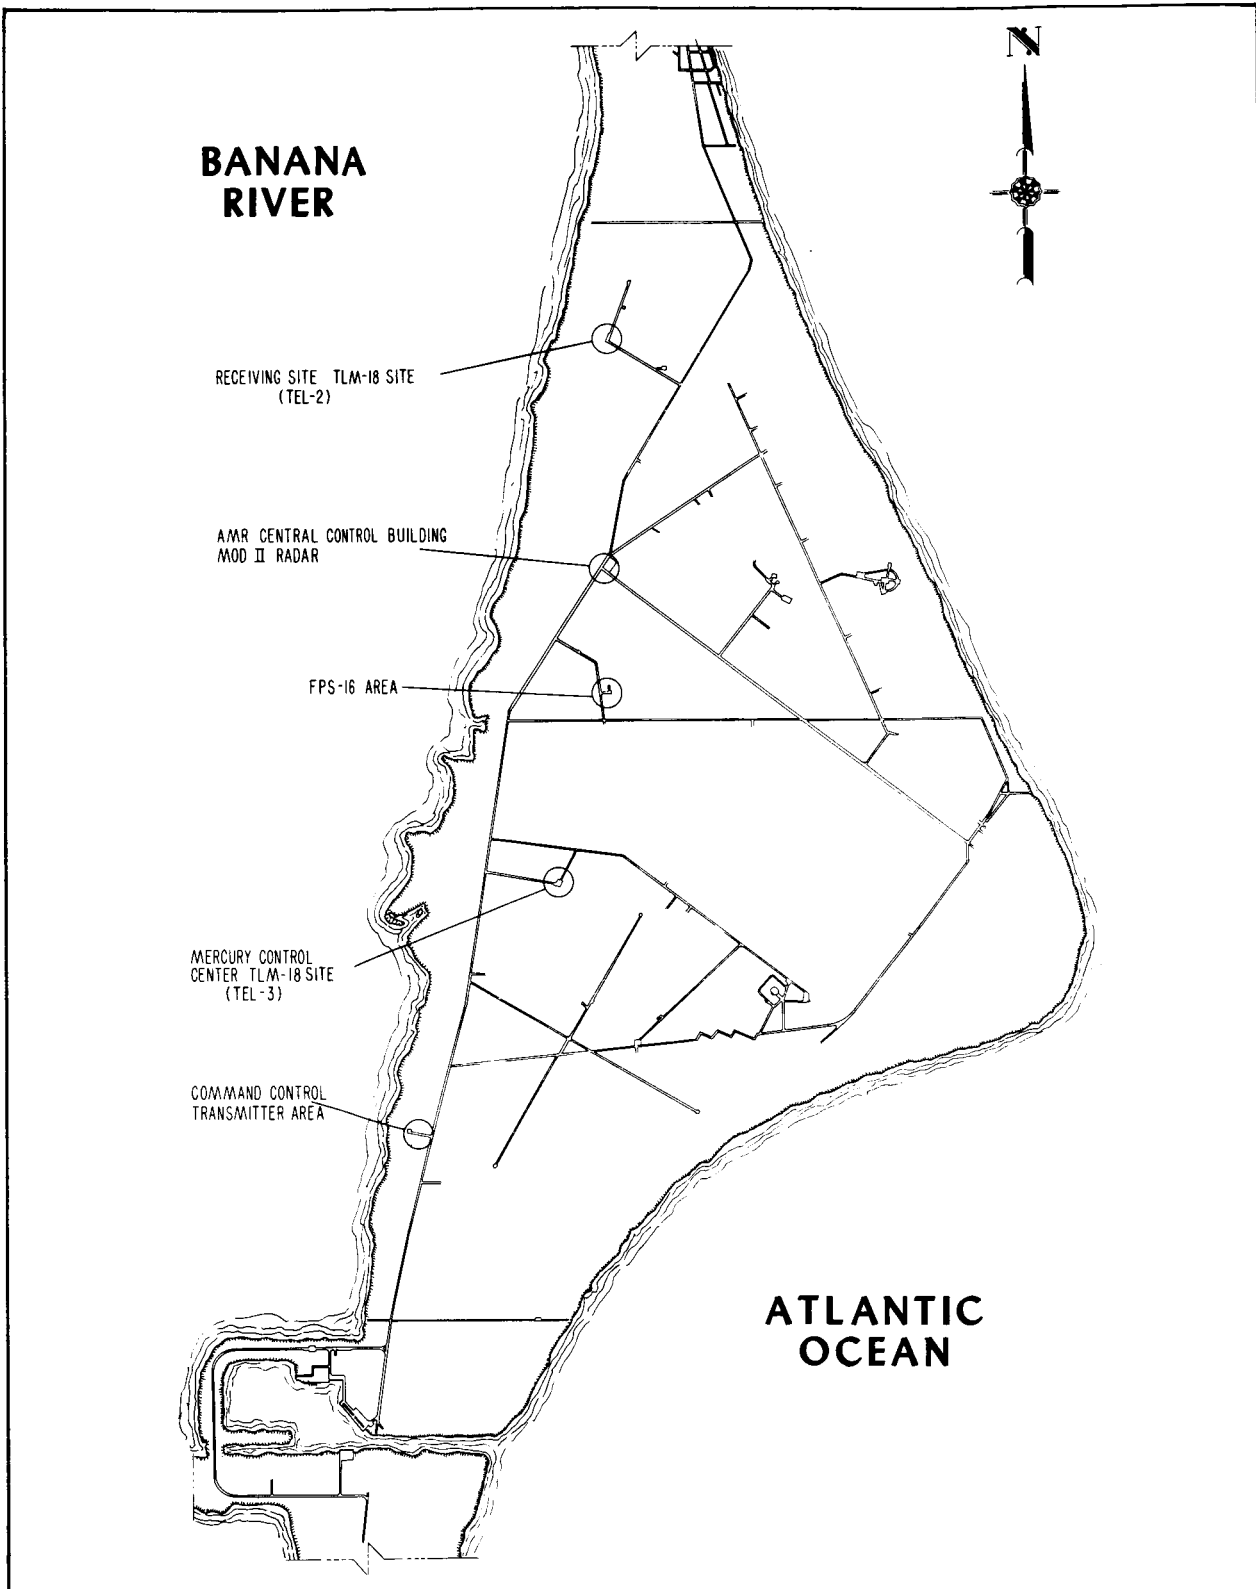 N
BANANA
RIVER
RECEIVING SITE TLM-18 SITE
(TEL-2)
AMR CENTRAL CONTROL BUILDING
MOD II RADAR
FPS-16 AREA
MERCURY CONTROL
CENTER TLM-18 SITE
(TEL-3)
COMMAND CONTROL
TRANSMITTER AREA
ATLANTIC
OCEAN